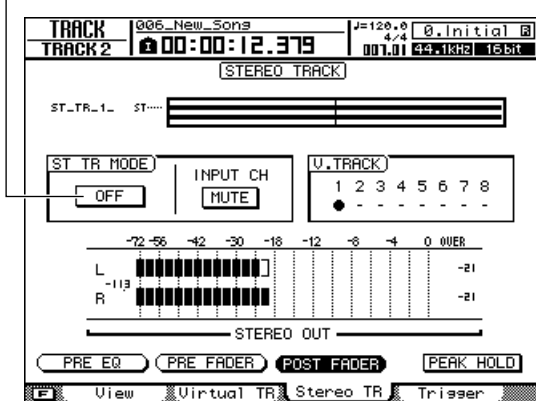 TRACK 006_New_Song ♩=120.0 4/4 0.Initial R
TRACK 2 I 00:00:12.379 007.01 44.1kHz 16bit
STEREO TRACK
ST_TR_1_ ST·····
ST TR MODE V.TRACK
INPUT CH
1 2 3 4 5 6 7 8
OFF MUTE
● - - - - - - -
-72 -56 -42 -30 -18 -12 -8 -4 0 OVER
L -21
-113
R -21
STEREO OUT
PRE EQ PRE FADER POST FADER PEAK HOLD
F View Virtual TR Stereo TR Trigger